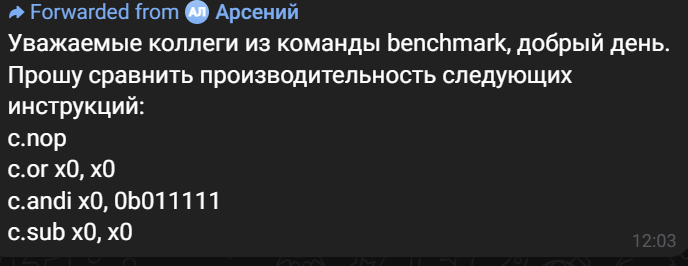 Forwarded from АЛ Арсений
Уважаемые коллеги из команды benchmark, добрый день.
Прошу сравнить производительность следующих
инструкций:
c.nop
c.or x0, x0
c.andi x0, 0b011111
c.sub x0, x0
12:03